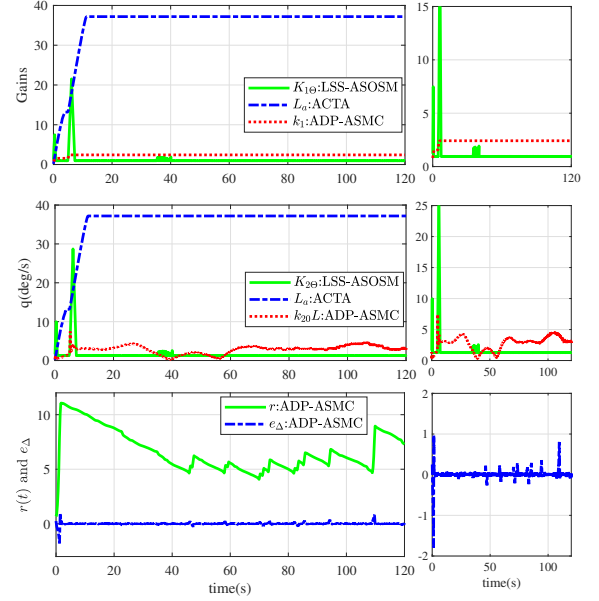 40
30
20
10
0
0 20 40 60 80 100 120
Gains
K₁Θ:LSS-ASOSM
Lₐ:ACTA
k₁:ADP-ASMC
15
10
5
0
0 120
40
30
20
10
0
0 20 40 60 80 100 120
q(deg/s)
K₂Θ:LSS-ASOSM
Lₐ:ACTA
k₂₀L:ADP-ASMC
25
20
15
10
5
0
0 50 100
10
5
0
0 20 40 60 80 100 120
r(t) and e_Δ
time(s)
r:ADP-ASMC
e_Δ:ADP-ASMC
2
1
0
-1
-2
0 50 100
time(s)